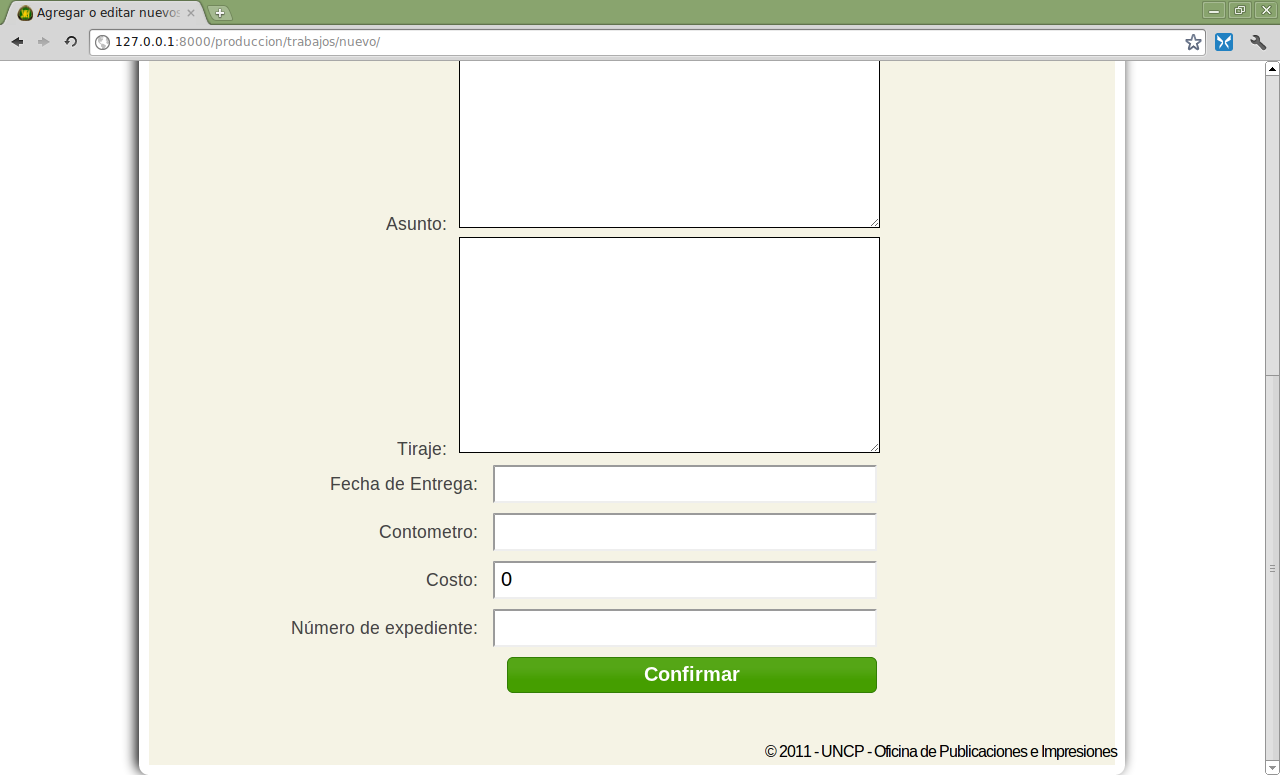 Agregar o editar nuevos
127.0.0.1:8000/produccion/trabajos/nuevo/
Asunto:
Tiraje:
Fecha de Entrega:
Contometro:
Costo: 0
Número de expediente:
Confirmar
© 2011 - UNCP - Oficina de Publicaciones e Impresiones